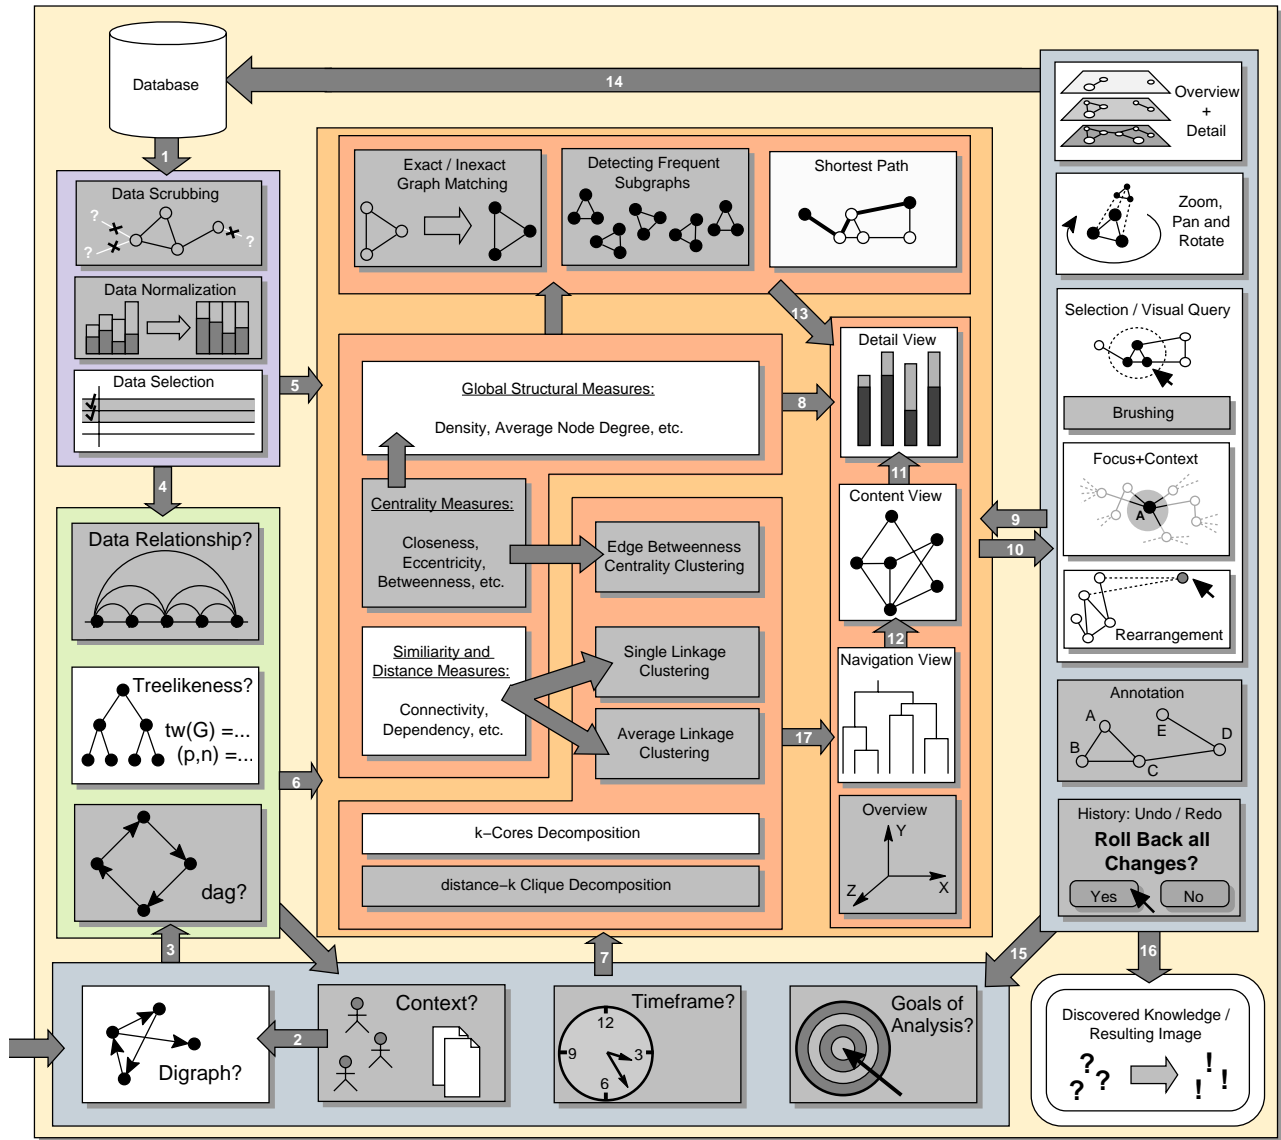 Database
14
1
Data Scrubbing
?
?
?
Data Normalization
Data Selection
5
4
Data Relationship?
Treelikeness?
tw(G) =...
(p,n) =...
6
dag?
3
Exact / Inexact
Graph Matching
Detecting Frequent
Subgraphs
Shortest Path
13
Global Structural Measures:
Density, Average Node Degree, etc.
8
Centrality Measures:
Closeness,
Eccentricity,
Betweenness, etc.
Edge Betweenness
Centrality Clustering
Similiarity and
Distance Measures:
Connectivity,
Dependency, etc.
Single Linkage
Clustering
Average Linkage
Clustering
17
k−Cores Decomposition
distance−k Clique Decomposition
7
Detail View
11
Content View
12
Navigation View
Overview
Y
X
Z
9
10
Overview
+
Detail
Zoom,
Pan and
Rotate
Selection / Visual Query
Brushing
Focus+Context
A
Rearrangement
Annotation
A
E
D
B
C
History: Undo / Redo
Roll Back all
Changes?
Yes
No
15
16
Digraph?
2
Context?
Timeframe?
12
9
3
6
Goals of
Analysis?
Discovered Knowledge /
Resulting Image
?
?
?
!
!
!